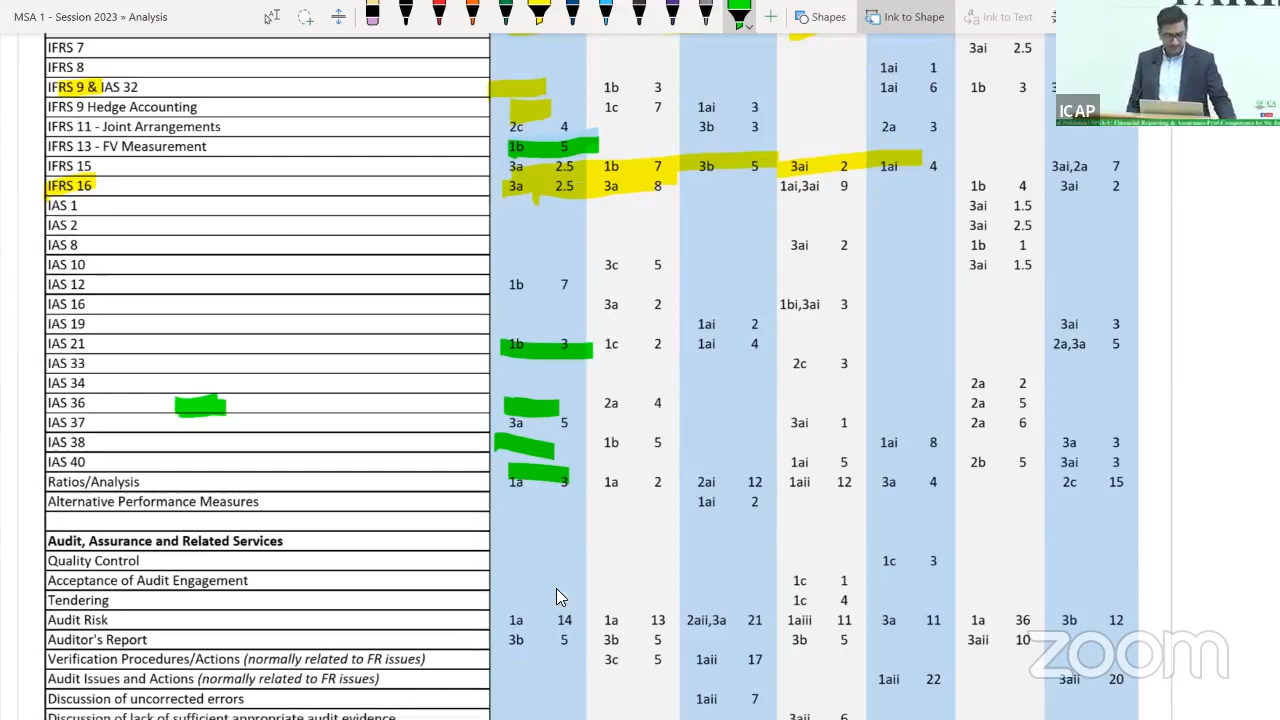 MSA 1 - Session 2023 » Analysis
Shapes
Ink to Shape
Ink to Text
ICAP
IFRS 7 3ai 2.5
IFRS 8 1ai 1
IFRS 9 & IAS 32 1b 3 1ai 6 1b 3
IFRS 9 Hedge Accounting 1c 7 1ai 3
IFRS 11 - Joint Arrangements 2c 4 3b 3 2a 3
IFRS 13 - FV Measurement 1b 5
IFRS 15 3a 2.5 1b 7 3b 5 3ai 2 1ai 4 3ai,2a 7
IFRS 16 3a 2.5 3a 8 1ai,3ai 9 1b 4 3ai 2
IAS 1 3ai 1.5
IAS 2 3ai 2.5
IAS 8 3ai 2 1b 1
IAS 10 3c 5 3ai 1.5
IAS 12 1b 7
IAS 16 3a 2 1bi,3ai 3
IAS 19 1ai 2 3ai 3
IAS 21 1b 3 1c 2 1ai 4 2a,3a 5
IAS 33 2c 3
IAS 34 2a 2
IAS 36 2a 4 2a 5
IAS 37 3a 5 3ai 1 2a 6
IAS 38 1b 5 1ai 8 3a 3
IAS 40 1ai 5 2b 5 3ai 3
Ratios/Analysis 1a 3 1a 2 2ai 12 1aii 12 3a 4 2c 15
Alternative Performance Measures 1ai 2
Audit, Assurance and Related Services
Quality Control 1c 3
Acceptance of Audit Engagement 1c 1
Tendering 1c 4
Audit Risk 1a 14 1a 13 2aii,3a 21 1aiii 11 3a 11 1a 36 3b 12
Auditor's Report 3b 5 3b 5 3b 5 3aii 10
Verification Procedures/Actions (normally related to FR issues) 3c 5 1aii 17
Audit Issues and Actions (normally related to FR issues) 1aii 22 3aii 20
Discussion of uncorrected errors 1aii 7
Discussion of lack of sufficient appropriate audit evidence 3aii 6
zoom